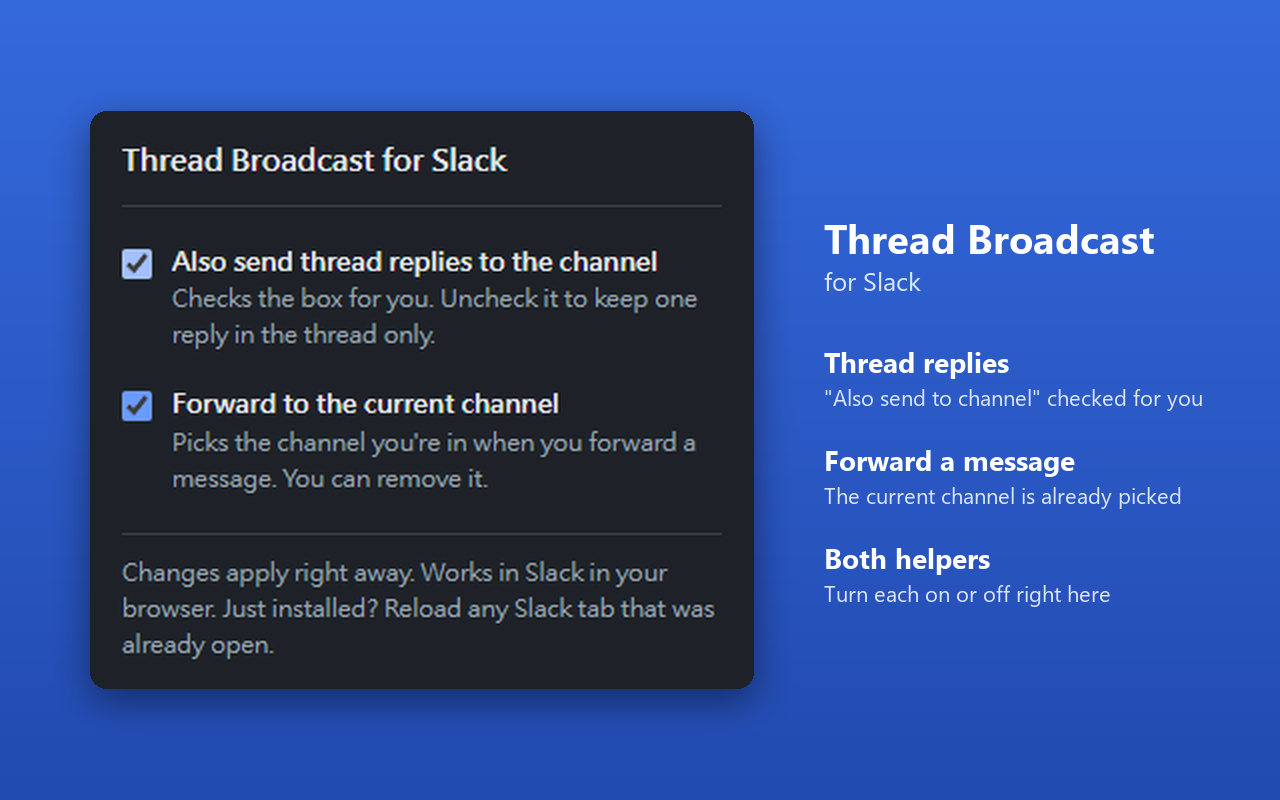 Thread Broadcast for Slack
Also send thread replies to the channel
Checks the box for you. Uncheck it to keep one
reply in the thread only.
Forward to the current channel
Picks the channel you're in when you forward a
message. You can remove it.
Changes apply right away. Works in Slack in your
browser. Just installed? Reload any Slack tab that was
already open.
Thread Broadcast
for Slack
Thread replies
"Also send to channel" checked for you
Forward a message
The current channel is already picked
Both helpers
Turn each on or off right here